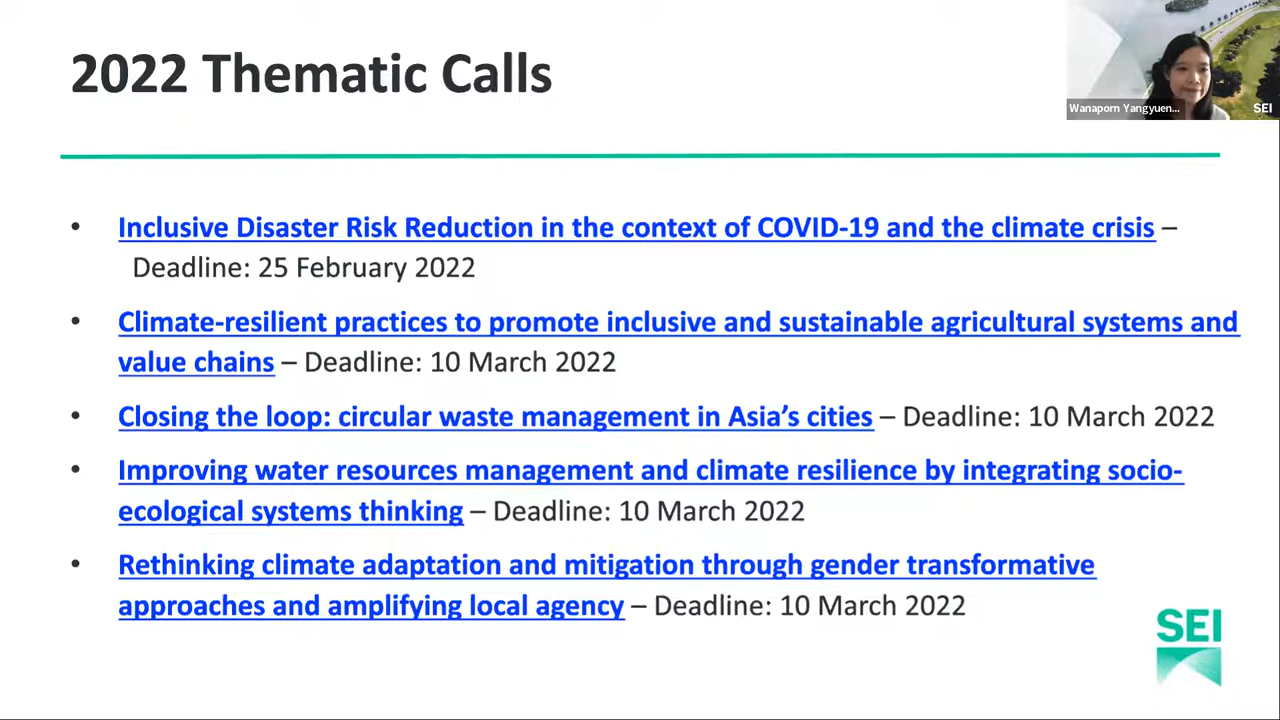 2022 Thematic Calls
Wanaporn Yangyuen...
SEI
• Inclusive Disaster Risk Reduction in the context of COVID-19 and the climate crisis –
Deadline: 25 February 2022
• Climate-resilient practices to promote inclusive and sustainable agricultural systems and
value chains – Deadline: 10 March 2022
• Closing the loop: circular waste management in Asia’s cities – Deadline: 10 March 2022
• Improving water resources management and climate resilience by integrating socio-
ecological systems thinking – Deadline: 10 March 2022
• Rethinking climate adaptation and mitigation through gender transformative
approaches and amplifying local agency – Deadline: 10 March 2022
SEI